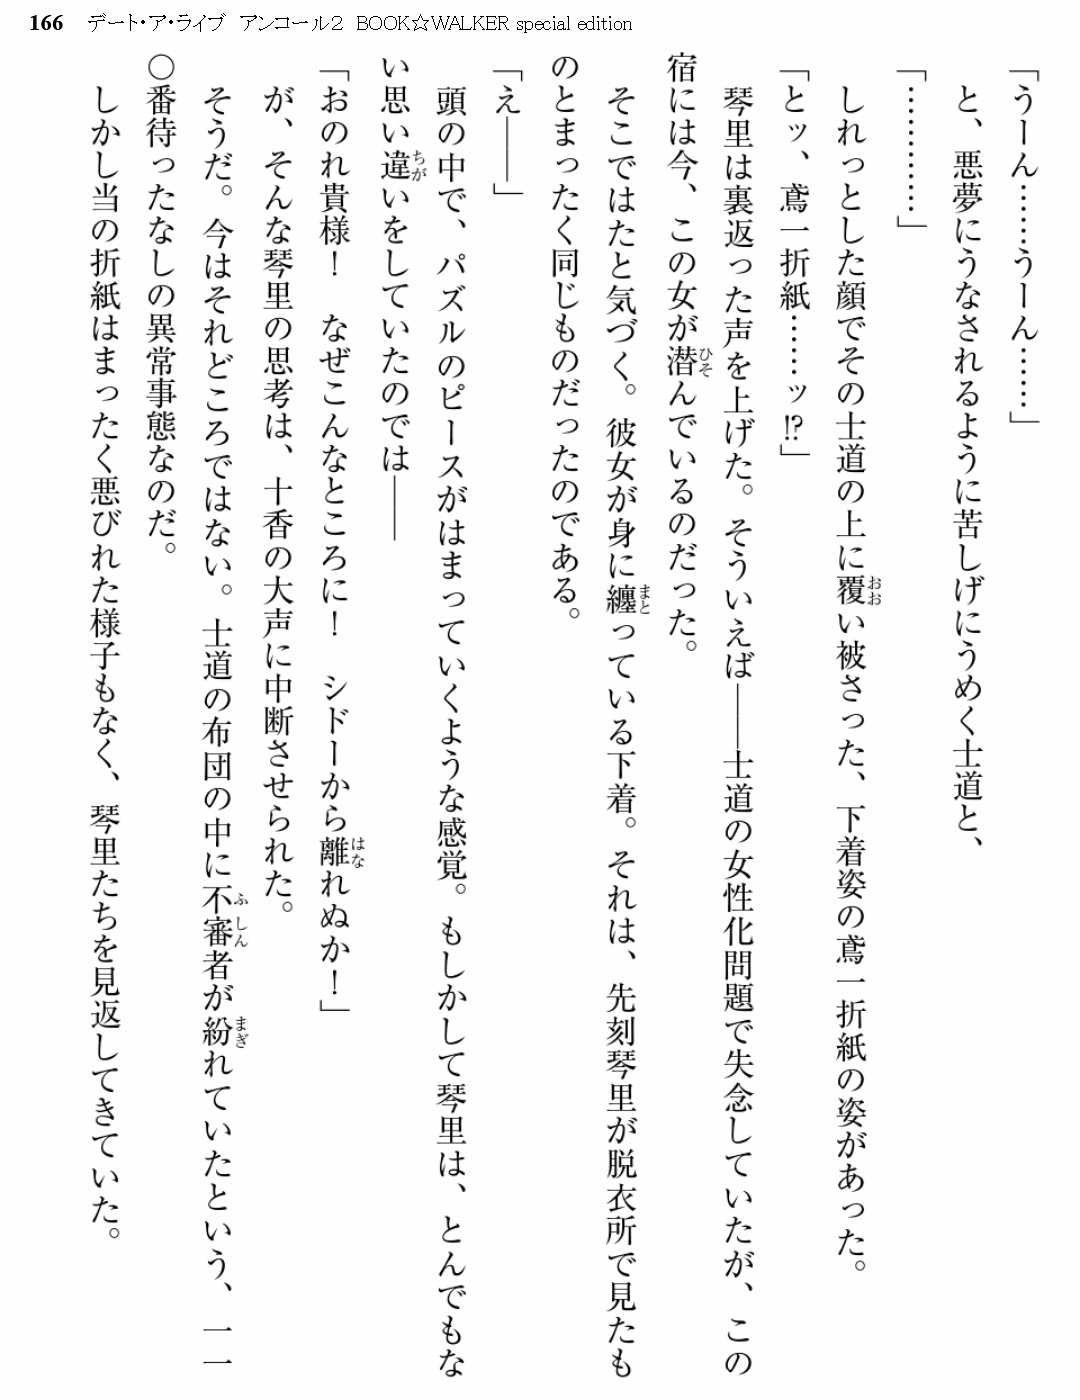 166 デート・ア・ライブ アンコール２ BOOK☆WALKER special edition
「うーん……うーん……」
と、悪夢にうなされるように苦しげにうめく士道と、
「…………」
しれっとした顔でその士道の上に覆い被さった、下着姿の鳶一折紙の姿があった。
「とッ、鳶一折紙……ッ!?」
琴里は裏返った声を上げた。そういえば――士道の女性化問題で失念していたが、この
宿には今、この女が潜んでいるのだった。
そこではたと気づく。彼女が身に纏っている下着。それは、先刻琴里が脱衣所で見たも
のとまったく同じものだったのである。
「え――」
頭の中で、パズルのピースがはまっていくような感覚。もしかして琴里は、とんでもな
い思い違いをしていたのでは――
「おのれ貴様！　なぜこんなところに！　シドーから離れぬか！」
が、そんな琴里の思考は、十香の大声に中断させられた。
そうだ。今はそれどころではない。士道の布団の中に不審者が紛れていたという、一一
〇番待ったなしの異常事態なのだ。
しかし当の折紙はまったく悪びれた様子もなく、琴里たちを見返してきていた。